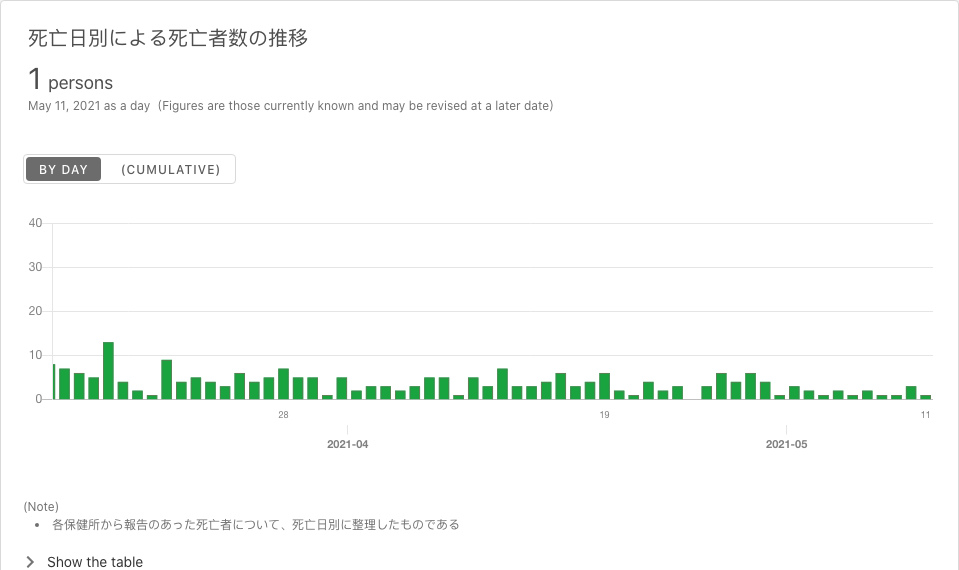 死亡日別による死亡者数の推移
1 persons
May 11, 2021 as a day（Figures are those currently known and may be revised at a later date）
BY DAY (CUMULATIVE)
40
30
20
10
0
28 19 11
2021-04 2021-05
(Note)
• 各保健所から報告のあった死亡者について、死亡日別に整理したものである
Show the table